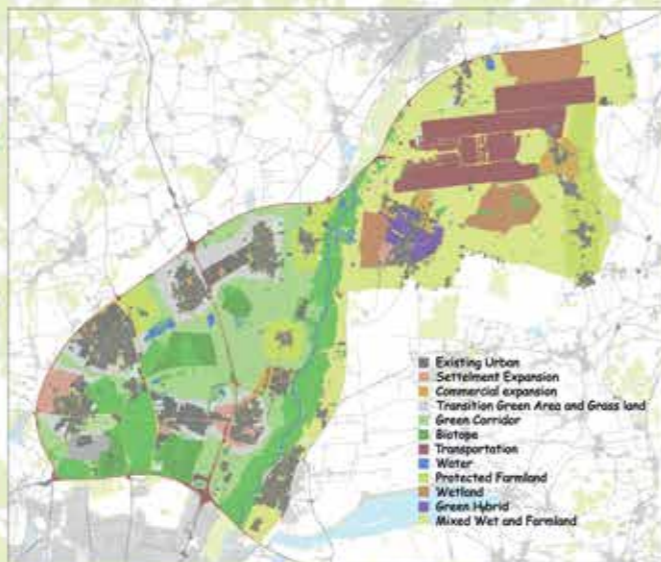 Existing Urban
Settelment Expansion
Commercial expansion
Transition Green Area and Grass land
Green Corridor
Biotope
Transportation
Water
Protected Farmland
Wetland
Green Hybrid
Mixed Wet and Farmland